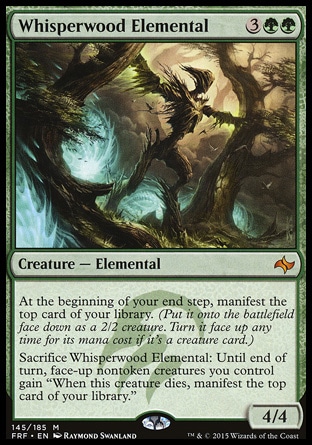 Whisperwood Elemental 3
Creature — Elemental
At the beginning of your end step, manifest the
top card of your library. (Put it onto the battlefield
face down as a 2/2 creature. Turn it face up any
time for its mana cost if it's a creature card.)
Sacrifice Whisperwood Elemental: Until end of
turn, face-up nontoken creatures you control
gain “When this creature dies, manifest the
top card of your library.”
4/4
145/185 M
FRF • EN RAYMOND SWANLAND
™ & © 2015 Wizards of the Coast